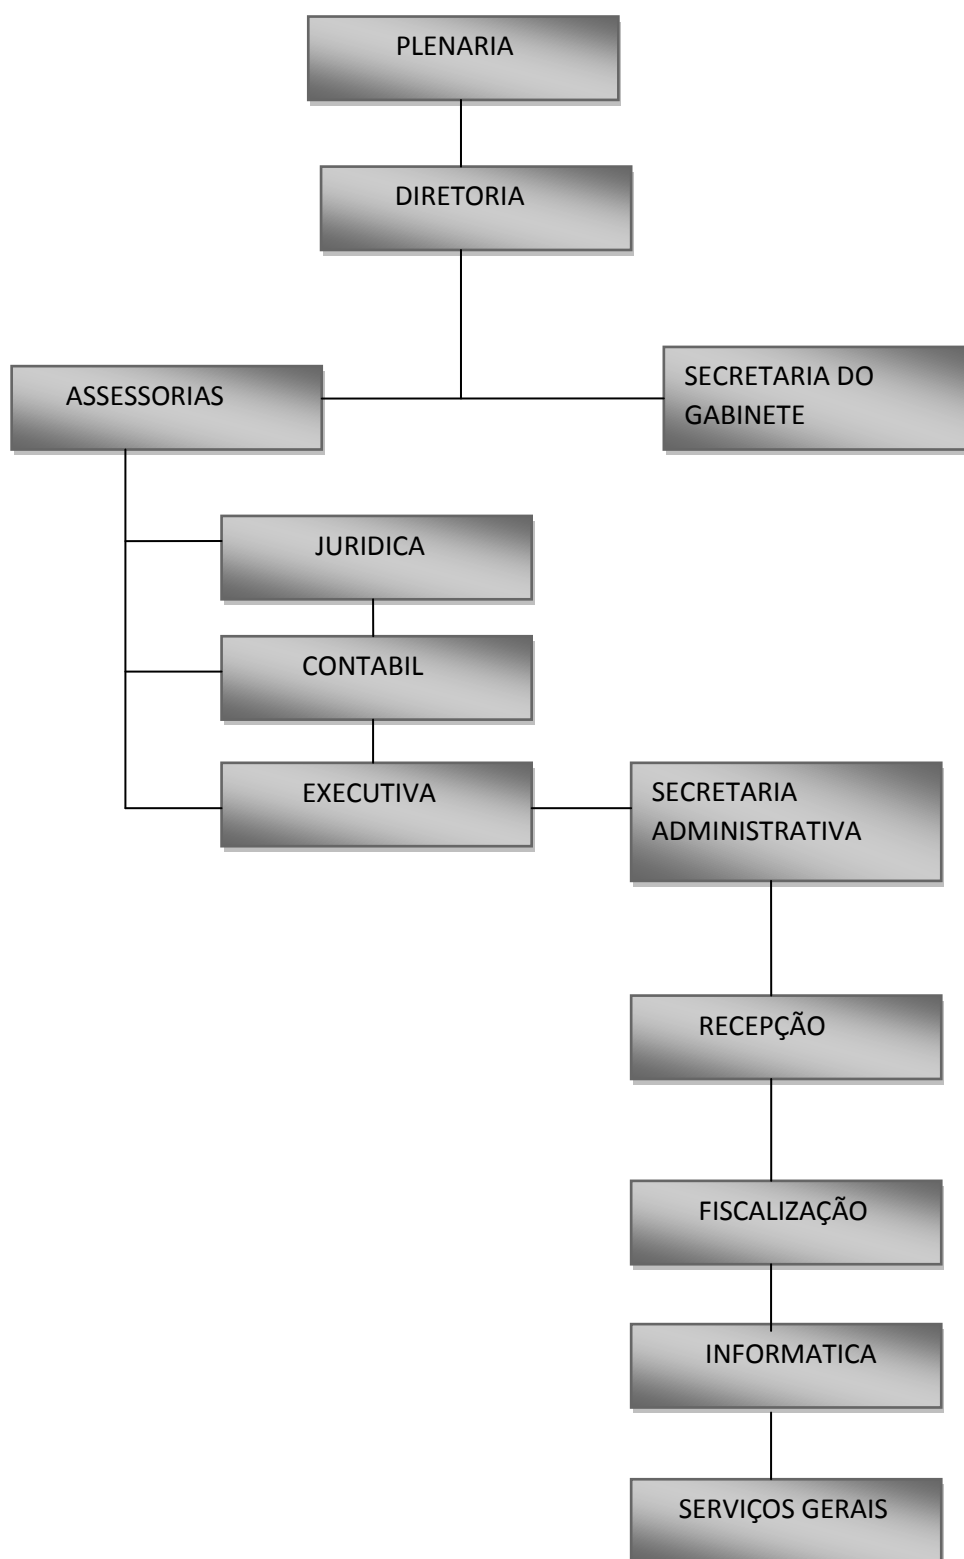 PLENARIA
DIRETORIA
ASSESSORIAS
SECRETARIA DO
GABINETE
JURIDICA
CONTABIL
EXECUTIVA
SECRETARIA
ADMINISTRATIVA
RECEPÇÃO
FISCALIZAÇÃO
INFORMATICA
SERVIÇOS GERAIS